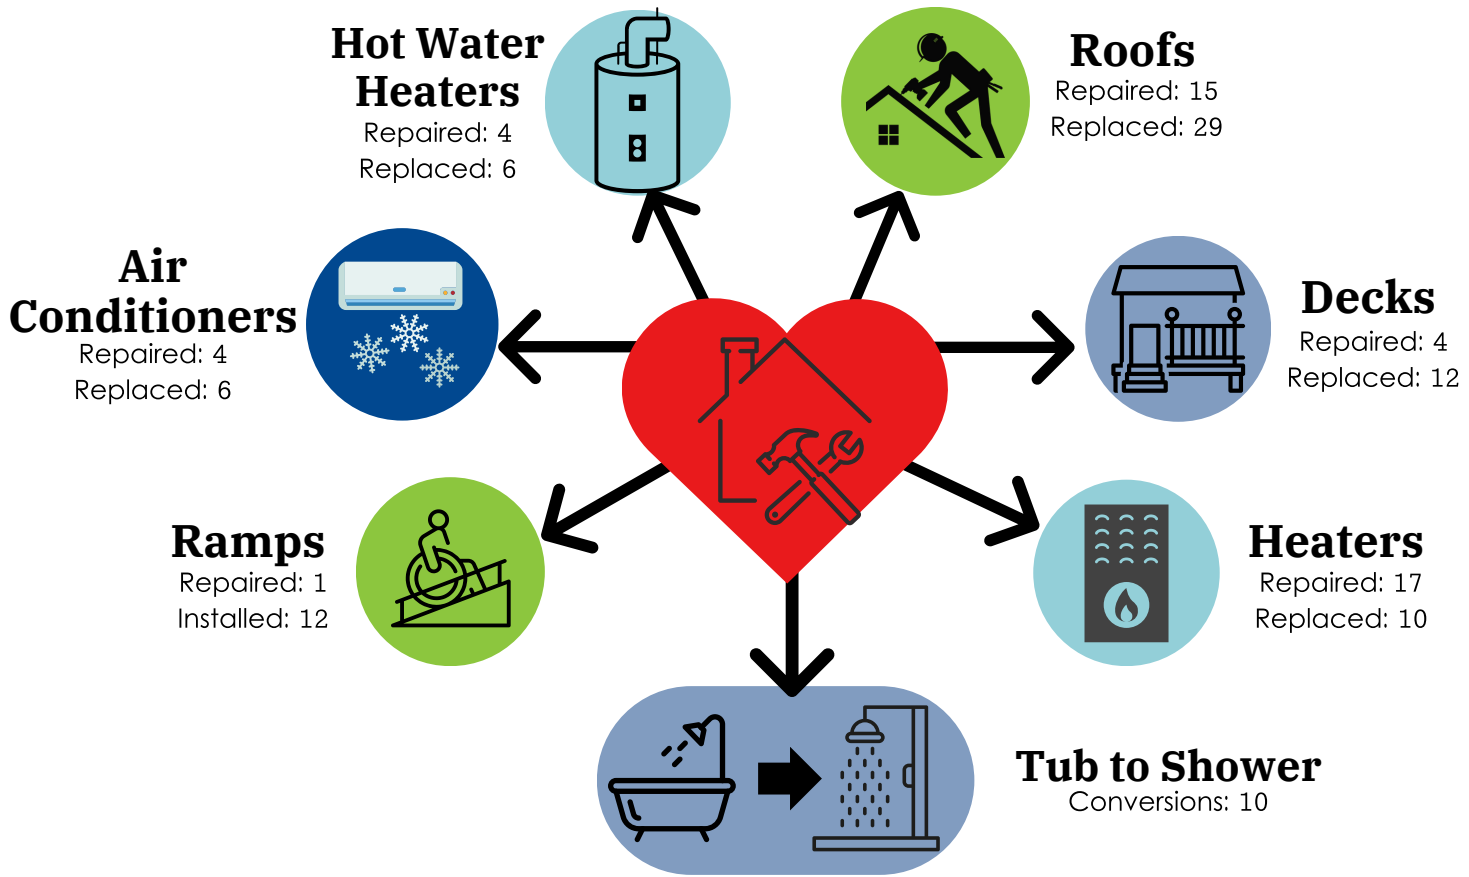 Hot Water
Heaters
Repaired: 4
Replaced: 6
Roofs
Repaired: 15
Replaced: 29
Air
Conditioners
Repaired: 4
Replaced: 6
Decks
Repaired: 4
Replaced: 12
Ramps
Repaired: 1
Installed: 12
Heaters
Repaired: 17
Replaced: 10
Tub to Shower
Conversions: 10